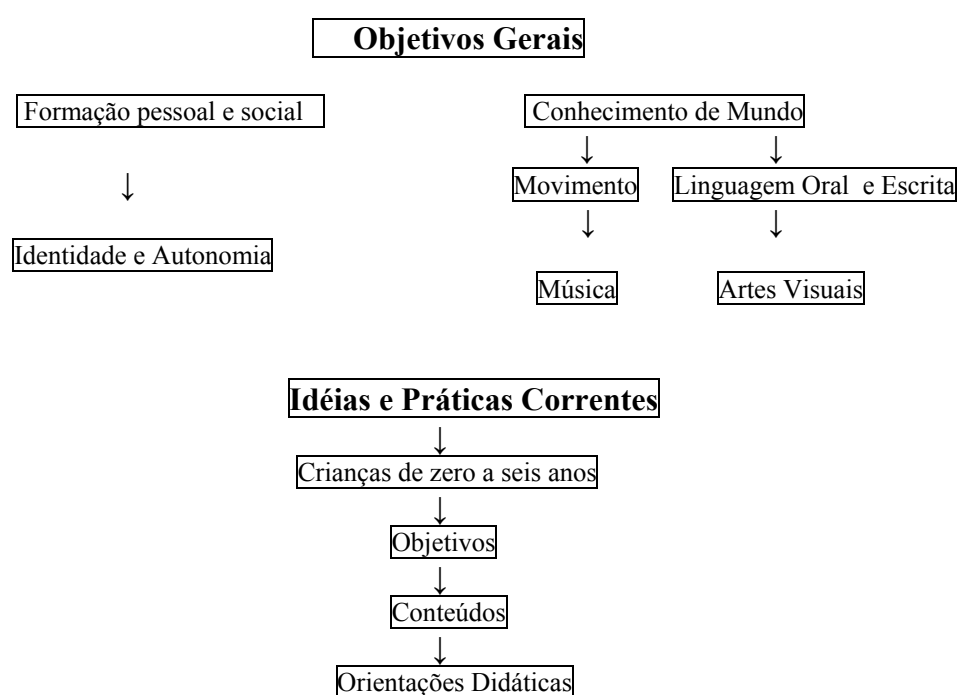 Objetivos Gerais
Formação pessoal e social
Conhecimento de Mundo
↓ ↓
Movimento
Linguagem Oral e Escrita
↓
↓ ↓
Identidade e Autonomia
Música
Artes Visuais
Idéias e Práticas Correntes
↓
Crianças de zero a seis anos
↓
Objetivos
↓
Conteúdos
↓
Orientações Didáticas